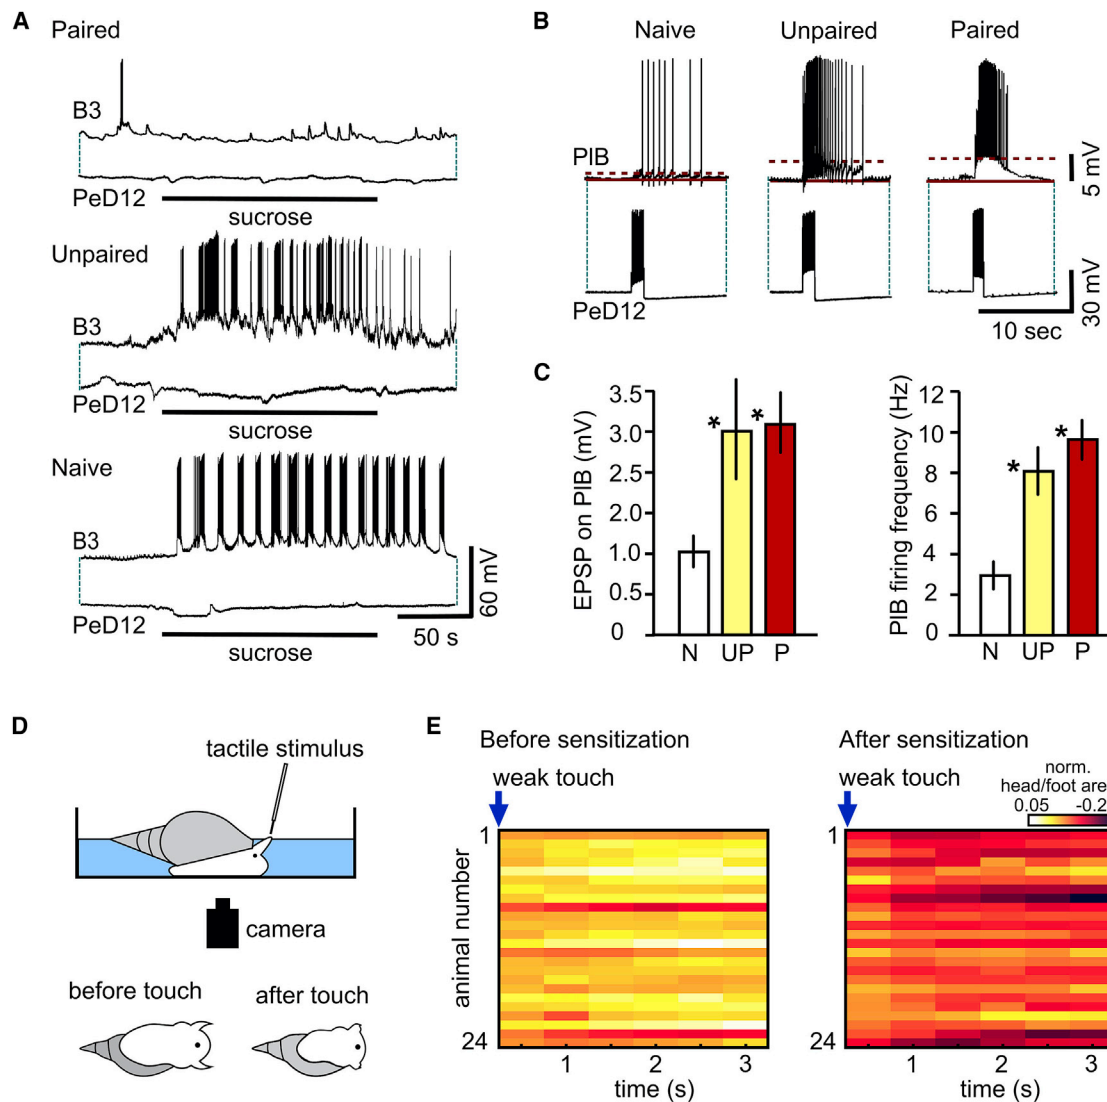 A
Paired
B3
PeD12
sucrose
Unpaired
B3
PeD12
sucrose
Naive
B3
PeD12
60 mV
50 s
sucrose
B
Naive
Unpaired
Paired
PIB
5 mV
PeD12
30 mV
10 sec
C
EPSP on PIB (mV)
3.5
3.0
2.5
2.0
1.0
0.5
0
*
*
N UP P
PIB firing frequency (Hz)
12
10
8
6
4
2
0
*
*
N UP P
D
tactile stimulus
camera
before touch
after touch
E
Before sensitization
weak touch
1
animal number
24
1 2 3
time (s)
After sensitization
weak touch
norm.
head/foot are
0.05 -0.2
1
24
1 2 3
time (s)